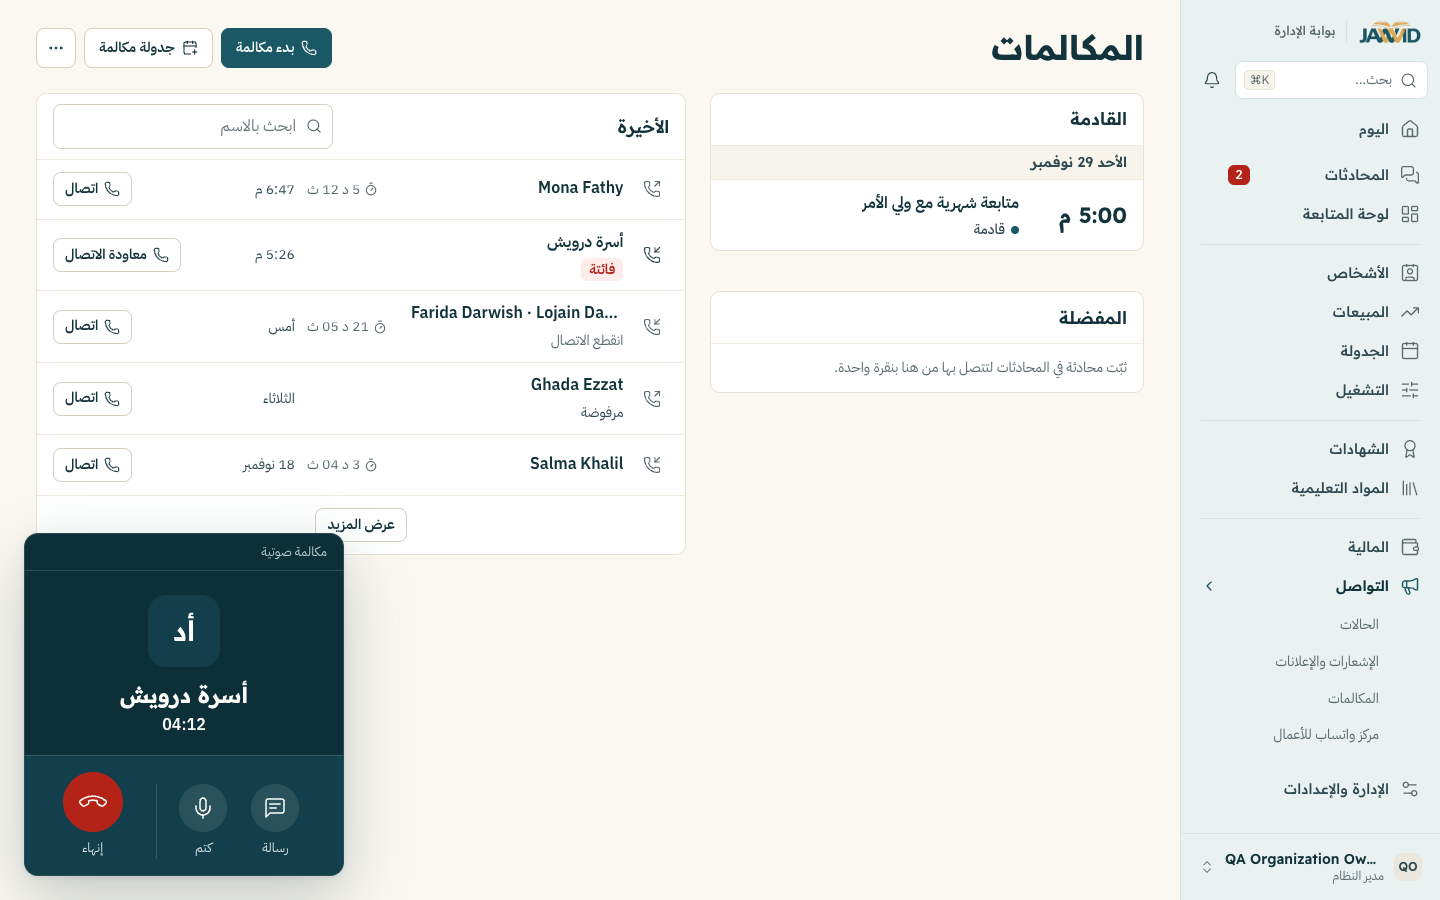 JAWWID
بوابة الإدارة
بحث...
⌘K
اليوم
المحادثات
2
لوحة المتابعة
الأشخاص
المبيعات
الجدولة
التشغيل
الشهادات
المواد التعليمية
المالية
التواصل
الحالات
الإشعارات والإعلانات
المكالمات
مركز واتساب للأعمال
الإدارة والإعدادات
QO
QA Organization Ow...
مدير النظام
المكالمات
بدء مكالمة
جدولة مكالمة
القادمة
الأحد 29 نوفمبر
5:00 م
متابعة شهرية مع ولي الأمر
قادمة
المفضلة
ثبّت محادثة في المحادثات لتتصل بها من هنا بنقرة واحدة.
الأخيرة
ابحث بالاسم
Mona Fathy
5 د 12 ث
6:47 م
اتصال
أسرة درويش
فائتة
5:26 م
معاودة الاتصال
Farida Darwish · Lojain Da...
انقطع الاتصال
21 د 05 ث
أمس
اتصال
Ghada Ezzat
مرفوضة
الثلاثاء
اتصال
Salma Khalil
3 د 04 ث
18 نوفمبر
اتصال
عرض المزيد
مكالمة صوتية
أد
أسرة درويش
04:12
رسالة
كتم
إنهاء